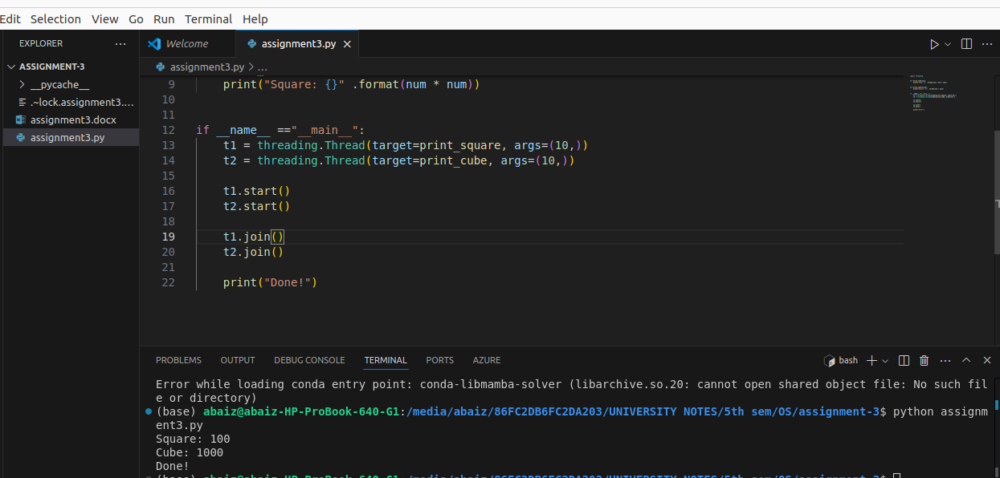 Edit Selection View Go Run Terminal Help
EXPLORER ...
Welcome
assignment3.py
ASSIGNMENT-3
assignment3.py > ...
__pycache__
.~lock.assignment3....
assignment3.docx
assignment3.py
9 print("Square: {}" .format(num * num))
10
11
12 if __name__ =="__main__":
13 t1 = threading.Thread(target=print_square, args=(10,))
14 t2 = threading.Thread(target=print_cube, args=(10,))
15
16 t1.start()
17 t2.start()
18
19 t1.join()
20 t2.join()
21
22 print("Done!")
PROBLEMS OUTPUT DEBUG CONSOLE TERMINAL PORTS AZURE
bash
Error while loading conda entry point: conda-libmamba-solver (libarchive.so.20: cannot open shared object file: No such fil
e or directory)
(base) abaiz@abaiz-HP-ProBook-640-G1:/media/abaiz/86FC2DB6FC2DA203/UNIVERSITY NOTES/5th sem/OS/assignment-3$ python assignm
ent3.py
Square: 100
Cube: 1000
Done!
(base) abaiz@abaiz-HP-ProBook-640-G1:/media/abaiz/86FC2DB6FC2DA203/UNIVERSITY NOTES/5th sem/OS/assignment-3$